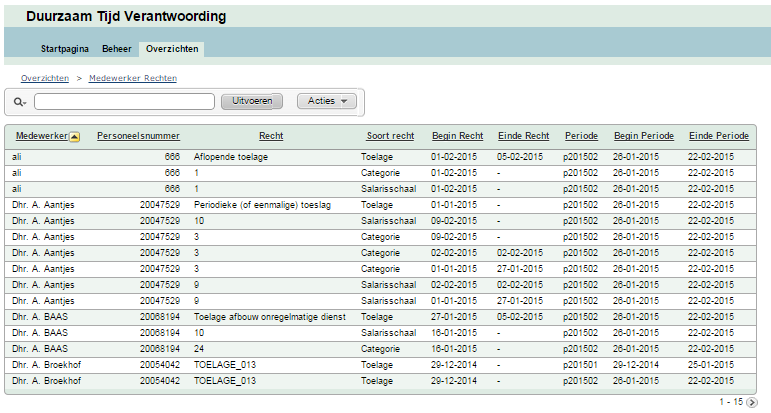 Duurzaam Tijd Verantwoording
Startpagina Beheer Overzichten
Overzichten > Medewerker Rechten
Uitvoeren Acties
Medewerker Personeelsnummer Recht Soort recht Begin Recht Einde Recht Periode Begin Periode Einde Periode
ali 666 Aflopende toelage Toelage 01-02-2015 05-02-2015 p201502 26-01-2015 22-02-2015
ali 666 1 Categorie 01-02-2015 - p201502 26-01-2015 22-02-2015
ali 666 1 Salarisschaal 01-02-2015 - p201502 26-01-2015 22-02-2015
Dhr. A. Aantjes 20047529 Periodieke (of eenmalige) toeslag Toelage 01-01-2015 - p201502 26-01-2015 22-02-2015
Dhr. A. Aantjes 20047529 10 Salarisschaal 09-02-2015 - p201502 26-01-2015 22-02-2015
Dhr. A. Aantjes 20047529 3 Categorie 09-02-2015 - p201502 26-01-2015 22-02-2015
Dhr. A. Aantjes 20047529 3 Categorie 02-02-2015 02-02-2015 p201502 26-01-2015 22-02-2015
Dhr. A. Aantjes 20047529 3 Categorie 01-01-2015 27-01-2015 p201502 26-01-2015 22-02-2015
Dhr. A. Aantjes 20047529 9 Salarisschaal 02-02-2015 02-02-2015 p201502 26-01-2015 22-02-2015
Dhr. A. Aantjes 20047529 9 Salarisschaal 01-01-2015 27-01-2015 p201502 26-01-2015 22-02-2015
Dhr. A. BAAS 20068194 Toelage afbouw onregelmatige dienst Toelage 27-01-2015 05-02-2015 p201502 26-01-2015 22-02-2015
Dhr. A. BAAS 20068194 10 Salarisschaal 16-01-2015 - p201502 26-01-2015 22-02-2015
Dhr. A. BAAS 20068194 24 Categorie 16-01-2015 - p201502 26-01-2015 22-02-2015
Dhr. A. Broekhof 20054042 TOELAGE_013 Toelage 29-12-2014 - p201501 29-12-2014 25-01-2015
Dhr. A. Broekhof 20054042 TOELAGE_013 Toelage 29-12-2014 - p201502 26-01-2015 22-02-2015
1 - 15